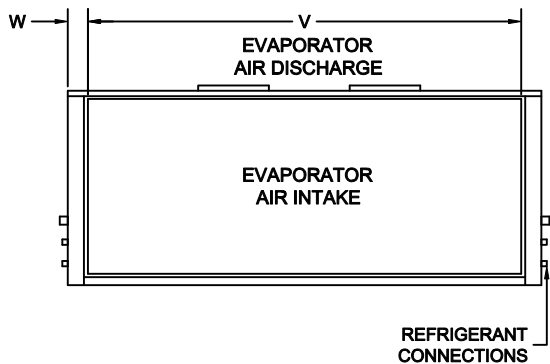 W
V
EVAPORATOR
AIR DISCHARGE
EVAPORATOR
AIR INTAKE
REFRIGERANT
CONNECTIONS